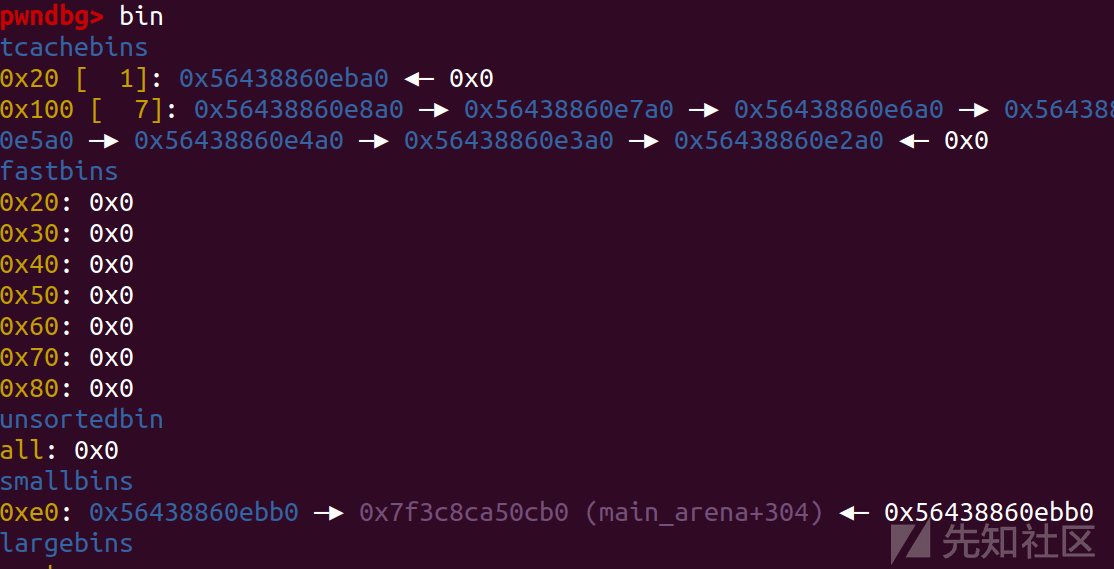 pwndbg> bin
tcachebins
0x20 [  1]: 0x56438860eba0 ◂— 0x0
0x100 [  7]: 0x56438860e8a0 —▸ 0x56438860e7a0 —▸ 0x56438860e6a0 —▸ 0x56438
0e5a0 —▸ 0x56438860e4a0 —▸ 0x56438860e3a0 —▸ 0x56438860e2a0 ◂— 0x0
fastbins
0x20: 0x0
0x30: 0x0
0x40: 0x0
0x50: 0x0
0x60: 0x0
0x70: 0x0
0x80: 0x0
unsortedbin
all: 0x0
smallbins
0xe0: 0x56438860ebb0 —▸ 0x7f3c8ca50cb0 (main_arena+304) ◂— 0x56438860ebb0
largebins
先知社区